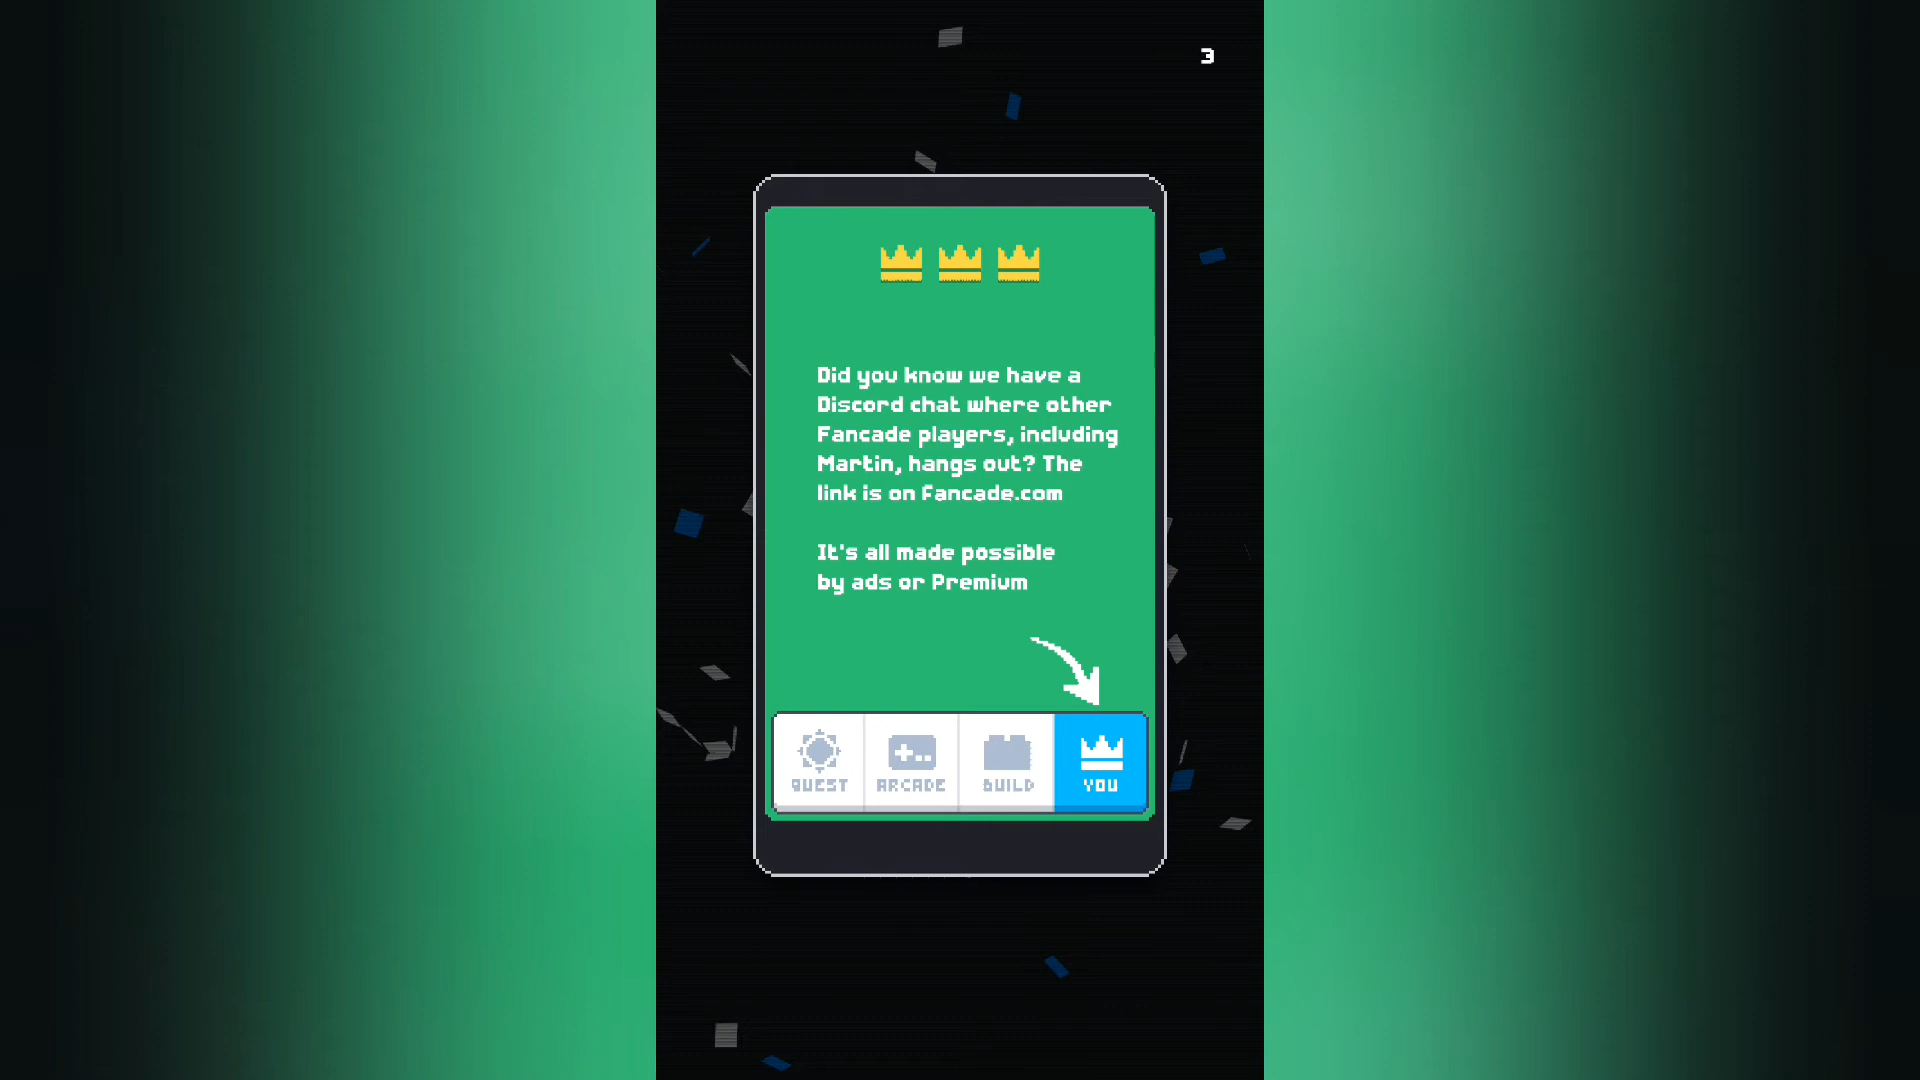 3
Did you know we have a
Discord chat where other
Fancade players, including
Martin, hangs out? The
link is on Fancade.com
It's all made possible
by ads or Premium
QUEST ARCADE BUILD YOU